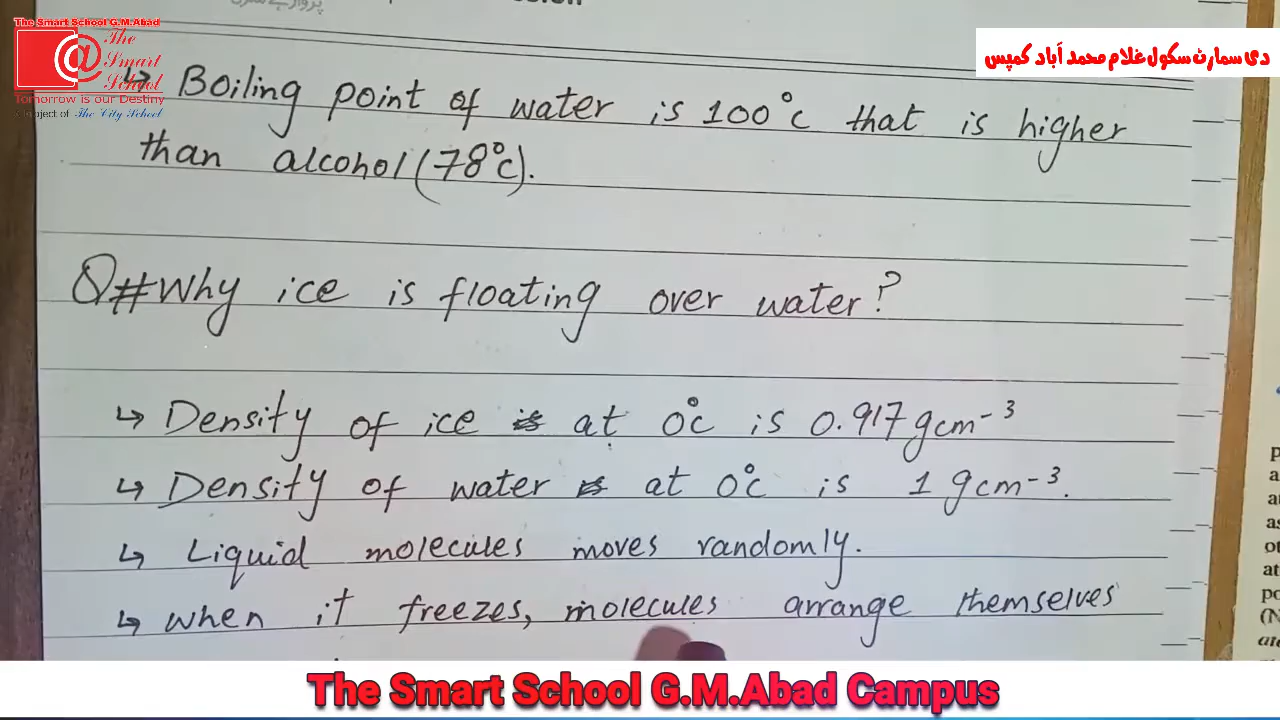 The Smart School G.M.Abad
The
Smart
School
Tomorrow is our Destiny
A Project of The City School
دی سمارٹ سکول غلام محمد آباد کیمپس
↳ Boiling point of water is 100°c that is higher
than alcohol (78°c).
Q# Why ice is floating over water?
↳ Density of ice at 0°c is 0.917 gcm-³
↳ Density of water at 0°c is 1 gcm-³.
↳ Liquid molecules moves randomly.
↳ when it freezes, molecules arrange themselves
The Smart School G.M.Abad Campus